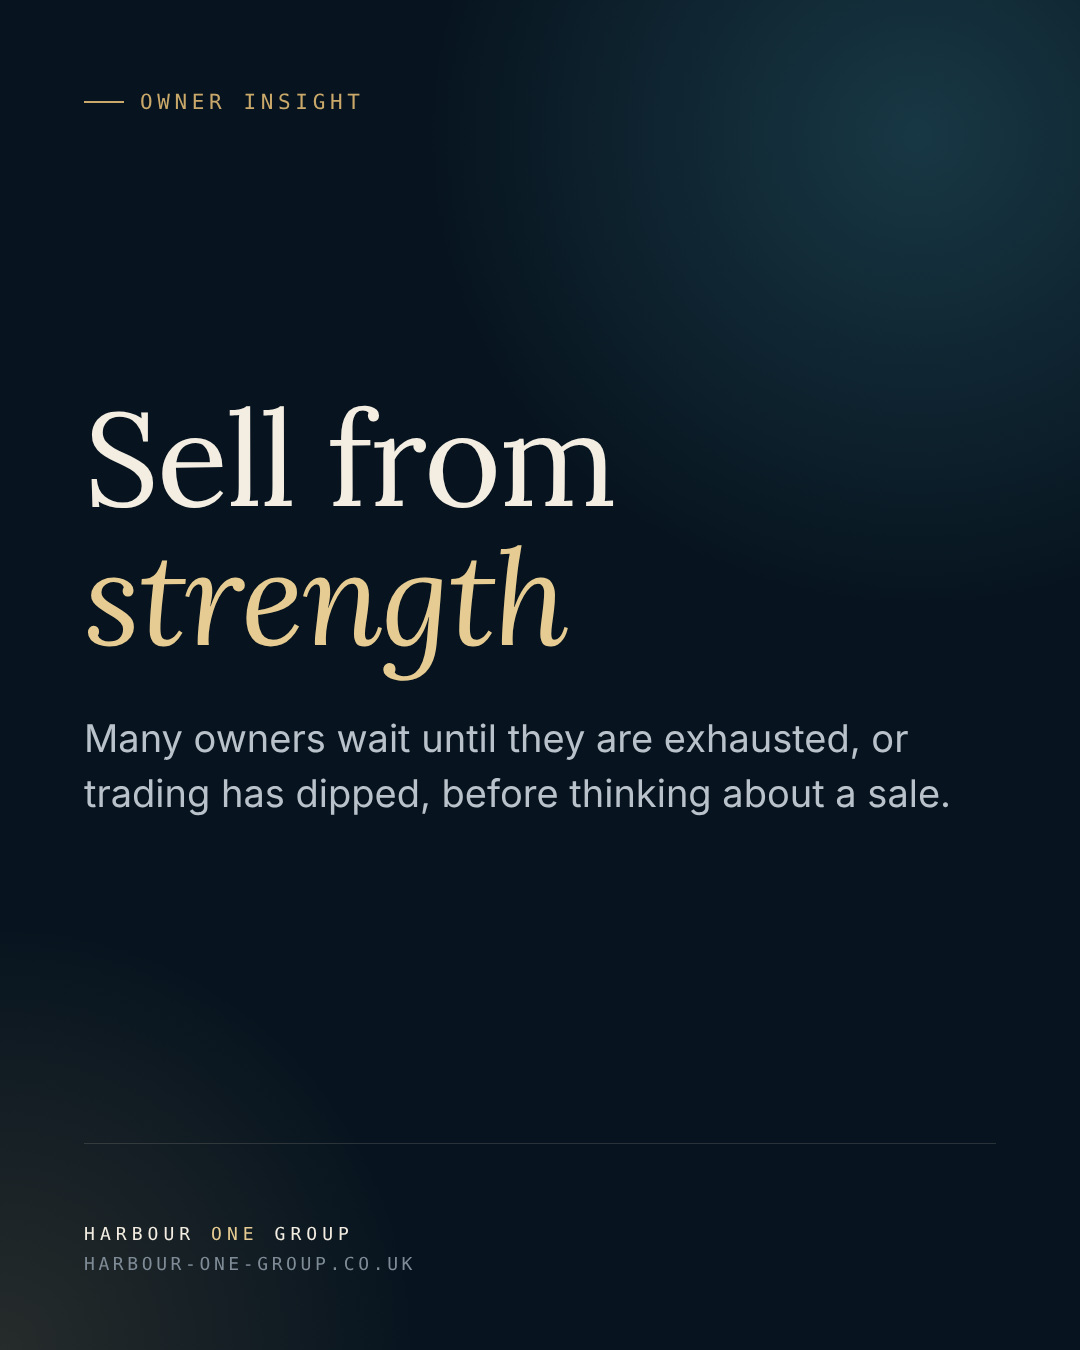 OWNER INSIGHT
Sell from
strength
Many owners wait until they are exhausted, or
trading has dipped, before thinking about a sale.
HARBOUR ONE GROUP
HARBOUR-ONE-GROUP.CO.UK